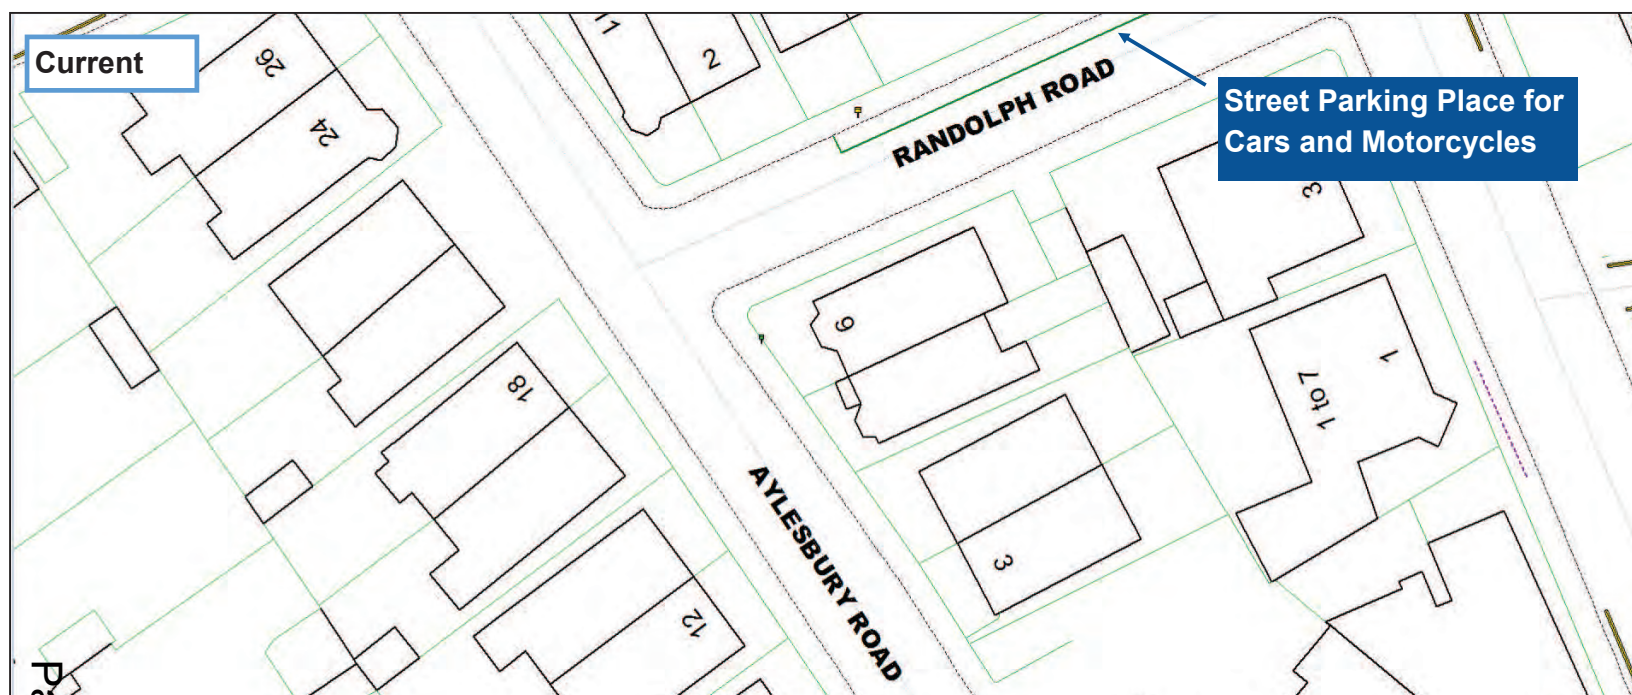 Current
26
24
11
2
RANDOLPH ROAD
Street Parking Place for
Cars and Motorcycles
3
9
18
1
1 to 7
AYLESBURY ROAD
3
12